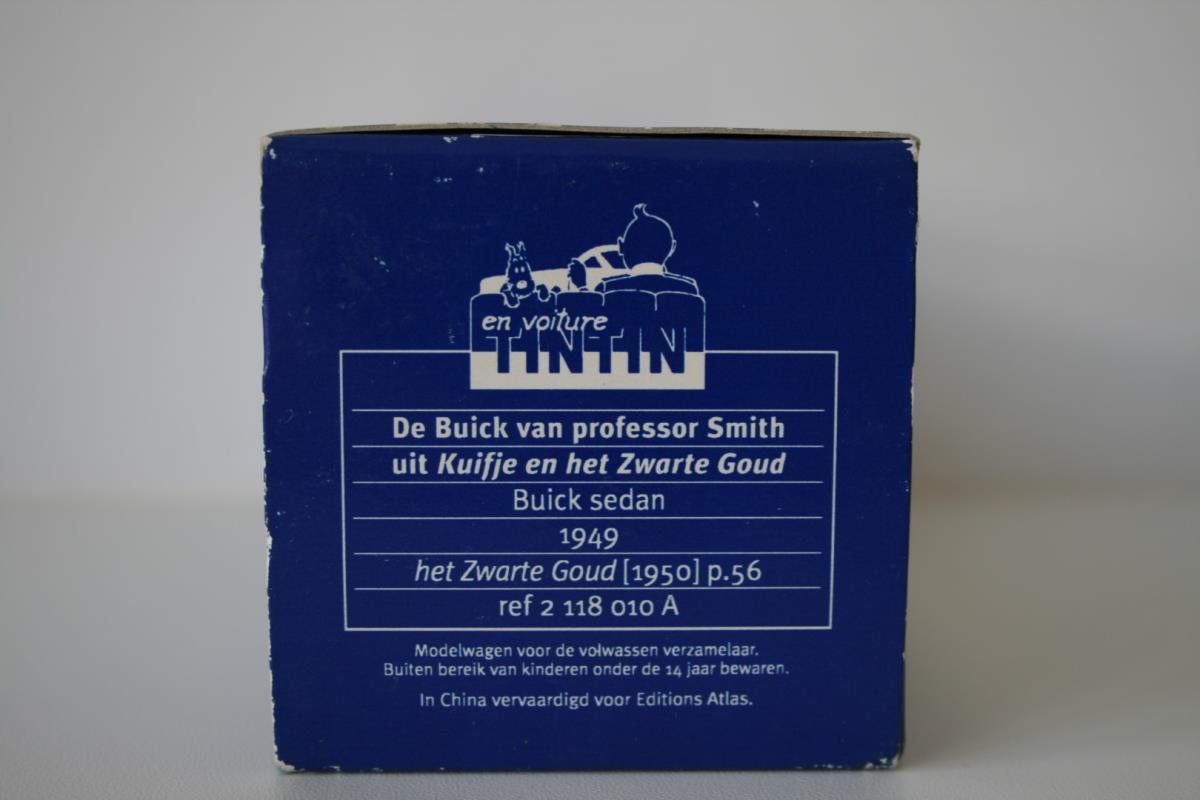 en voiture
TINTIN
De Buick van professor Smith
uit Kuifje en het Zwarte Goud
Buick sedan
1949
het Zwarte Goud [1950] p.56
ref 2 118 010 A
Modelwagen voor de volwassen verzamelaar.
Buiten bereik van kinderen onder de 14 jaar bewaren.
In China vervaardigd voor Editions Atlas.